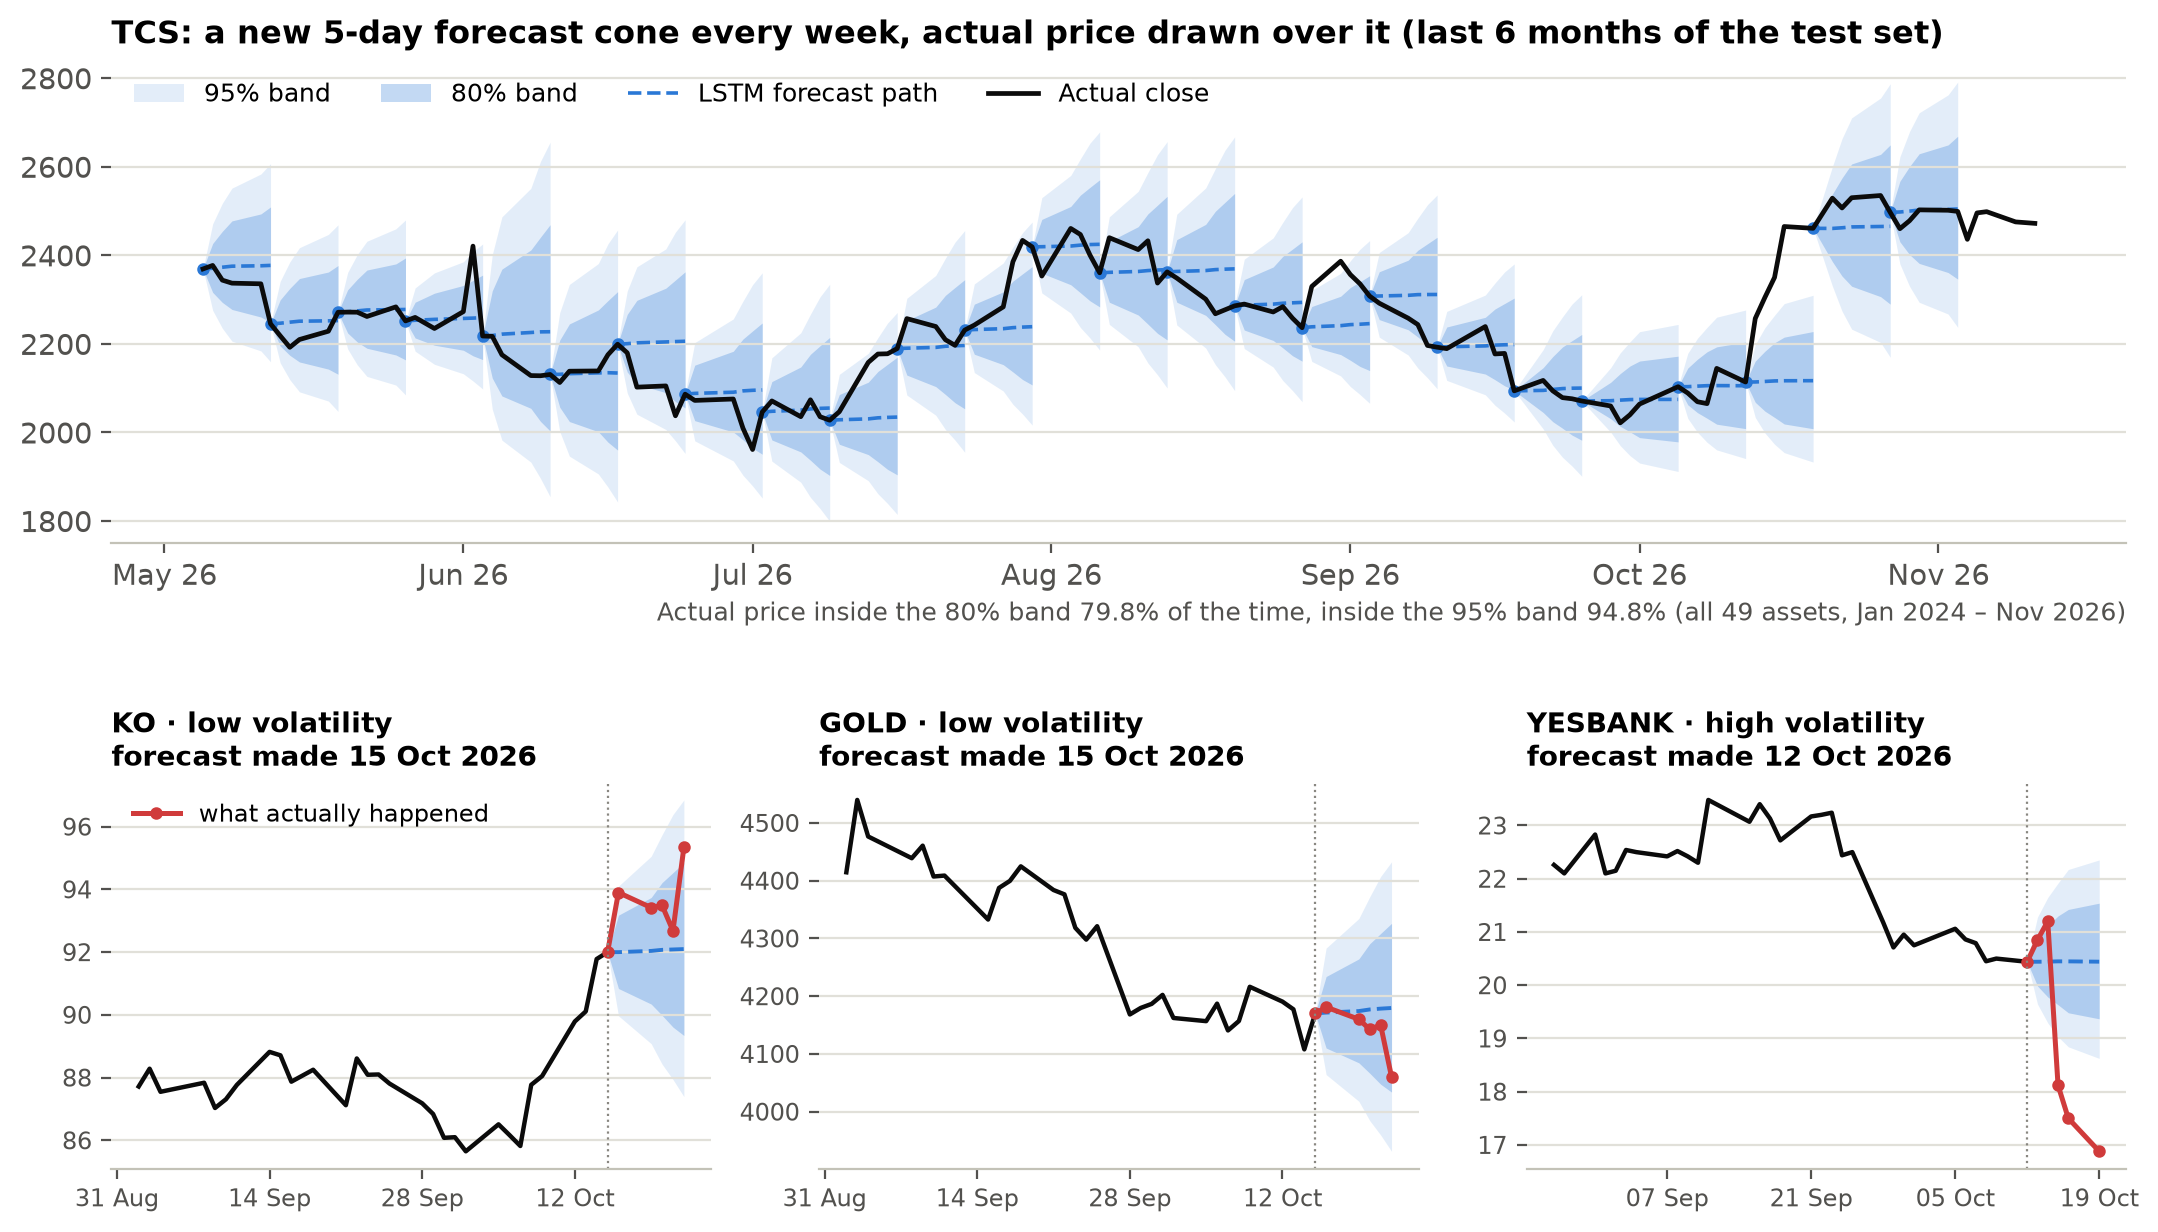 TCS: a new 5-day forecast cone every week, actual price drawn over it (last 6 months of the test set)
95% band
80% band
LSTM forecast path
Actual close
2800
2600
2400
2200
2000
1800
May 26
Jun 26
Jul 26
Aug 26
Sep 26
Oct 26
Nov 26
Actual price inside the 80% band 79.8% of the time, inside the 95% band 94.8% (all 49 assets, Jan 2024 – Nov 2026)
KO · low volatility
forecast made 15 Oct 2026
what actually happened
96
94
92
90
88
86
31 Aug
14 Sep
28 Sep
12 Oct
GOLD · low volatility
forecast made 15 Oct 2026
4500
4400
4300
4200
4100
4000
31 Aug
14 Sep
28 Sep
12 Oct
YESBANK · high volatility
forecast made 12 Oct 2026
23
22
21
20
19
18
17
07 Sep
21 Sep
05 Oct
19 Oct